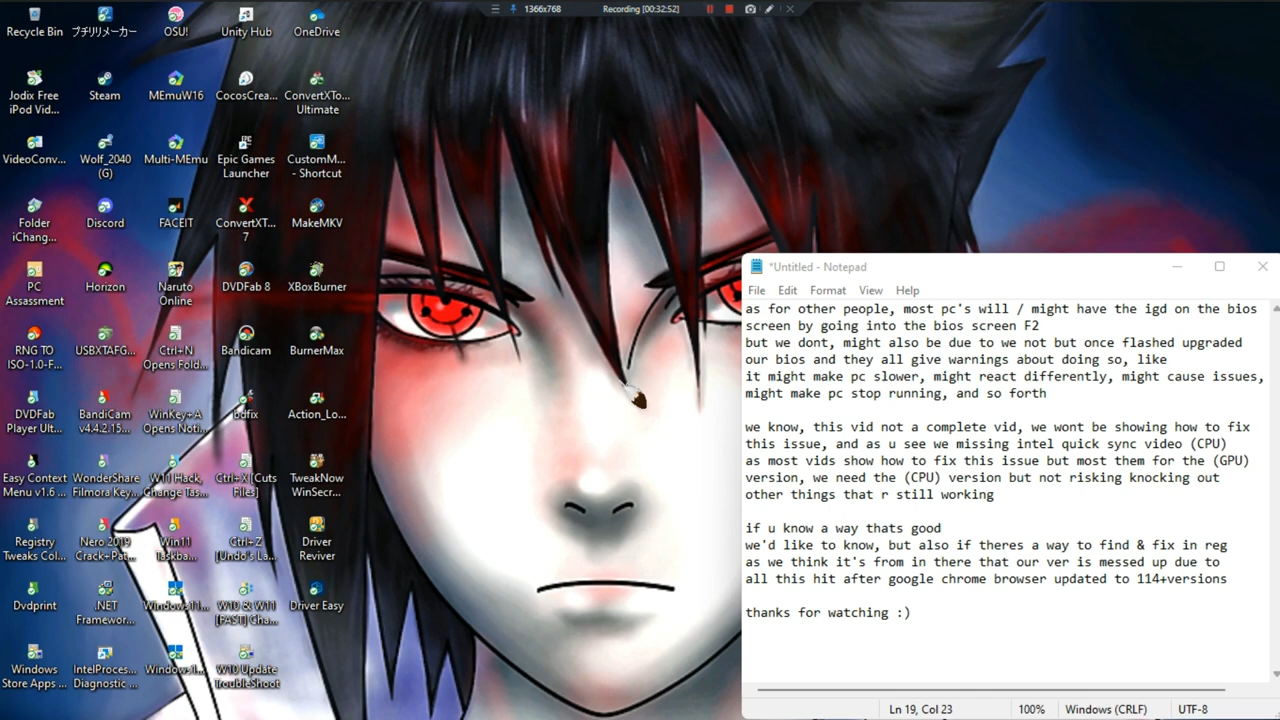 1366x768
Recording [00:32:52]
Recycle Bin
プチリリメーカー
OSU!
Unity Hub
OneDrive
Jodix Free
iPod Vid...
Steam
MEmuW16
CocosCrea...
ConvertXTo...
Ultimate
VideoConv...
Wolf_2040
(G)
Multi-MEmu
Epic Games
Launcher
CustomM...
- Shortcut
Folder
iChang...
Discord
FACEIT
ConvertXT...
7
MakeMKV
PC
Assassment
Horizon
Naruto
Online
DVDFab 8
XBoxBurner
RNG TO
ISO-1.0-F...
USBXTAFG...
Ctrl+N
Opens Fold...
Bandicam
BurnerMax
DVDFab
Player Ult...
BandiCam
v4.4.2.15...
WinKey+A
Opens Noti...
bdfix
Action_Lo...
Easy Context
Menu v1.6 ...
WonderShare
Filmora Key...
W11 Hack,
Change Tas...
Ctrl+X [Cuts
Files]
TweakNow
WinSecr...
Registry
Tweaks Col...
Nero 2019
Crack+Pat...
Win11
Taskba...
Ctrl+Z
[Undo's La...
Driver
Reviver
Dvdprint
.NET
Framewor...
Windows11...
W10 & W11
[FAST] Cha...
Driver Easy
Windows
Store Apps ...
IntelProces...
Diagnostic ...
Windows1...
W10 Update
TroubleShoot
*Untitled - Notepad
File Edit Format View Help
as for other people, most pc's will / might have the igd on the bios
screen by going into the bios screen F2
but we dont, might also be due to we not but once flashed upgraded
our bios and they all give warnings about doing so, like
it might make pc slower, might react differently, might cause issues,
might make pc stop running, and so forth
we know, this vid not a complete vid, we wont be showing how to fix
this issue, and as u see we missing intel quick sync video (CPU)
as most vids show how to fix this issue but most them for the (GPU)
version, we need the (CPU) version but not risking knocking out
other things that r still working
if u know a way thats good
we'd like to know, but also if theres a way to find & fix in reg
as we think it's from in there that our ver is messed up due to
all this hit after google chrome browser updated to 114+versions
thanks for watching :)
Ln 19, Col 23
100%
Windows (CRLF)
UTF-8